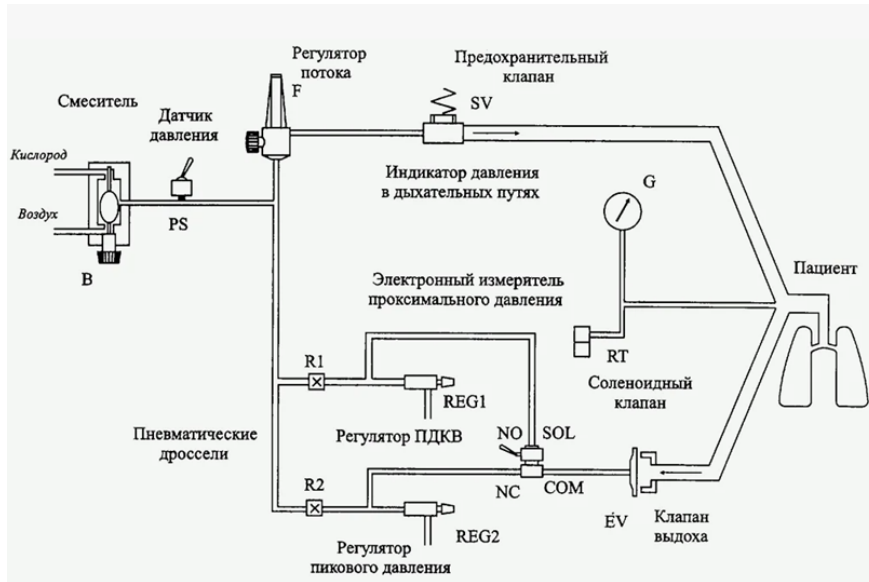 Регулятор
потока
F
Предохранительный
клапан
SV
Смеситель
Датчик
давления
Кислород
Воздух
PS
B
Индикатор давления
в дыхательных путях
G
Электронный измеритель
проксимального давления
Пациент
RT
R1
REG1
Регулятор ПДКВ
Соленоидный
клапан
NO
SOL
Пневматические
дроссели
R2
NC
COM
REG2
ÉV
Клапан
выдоха
Регулятор
пикового давления